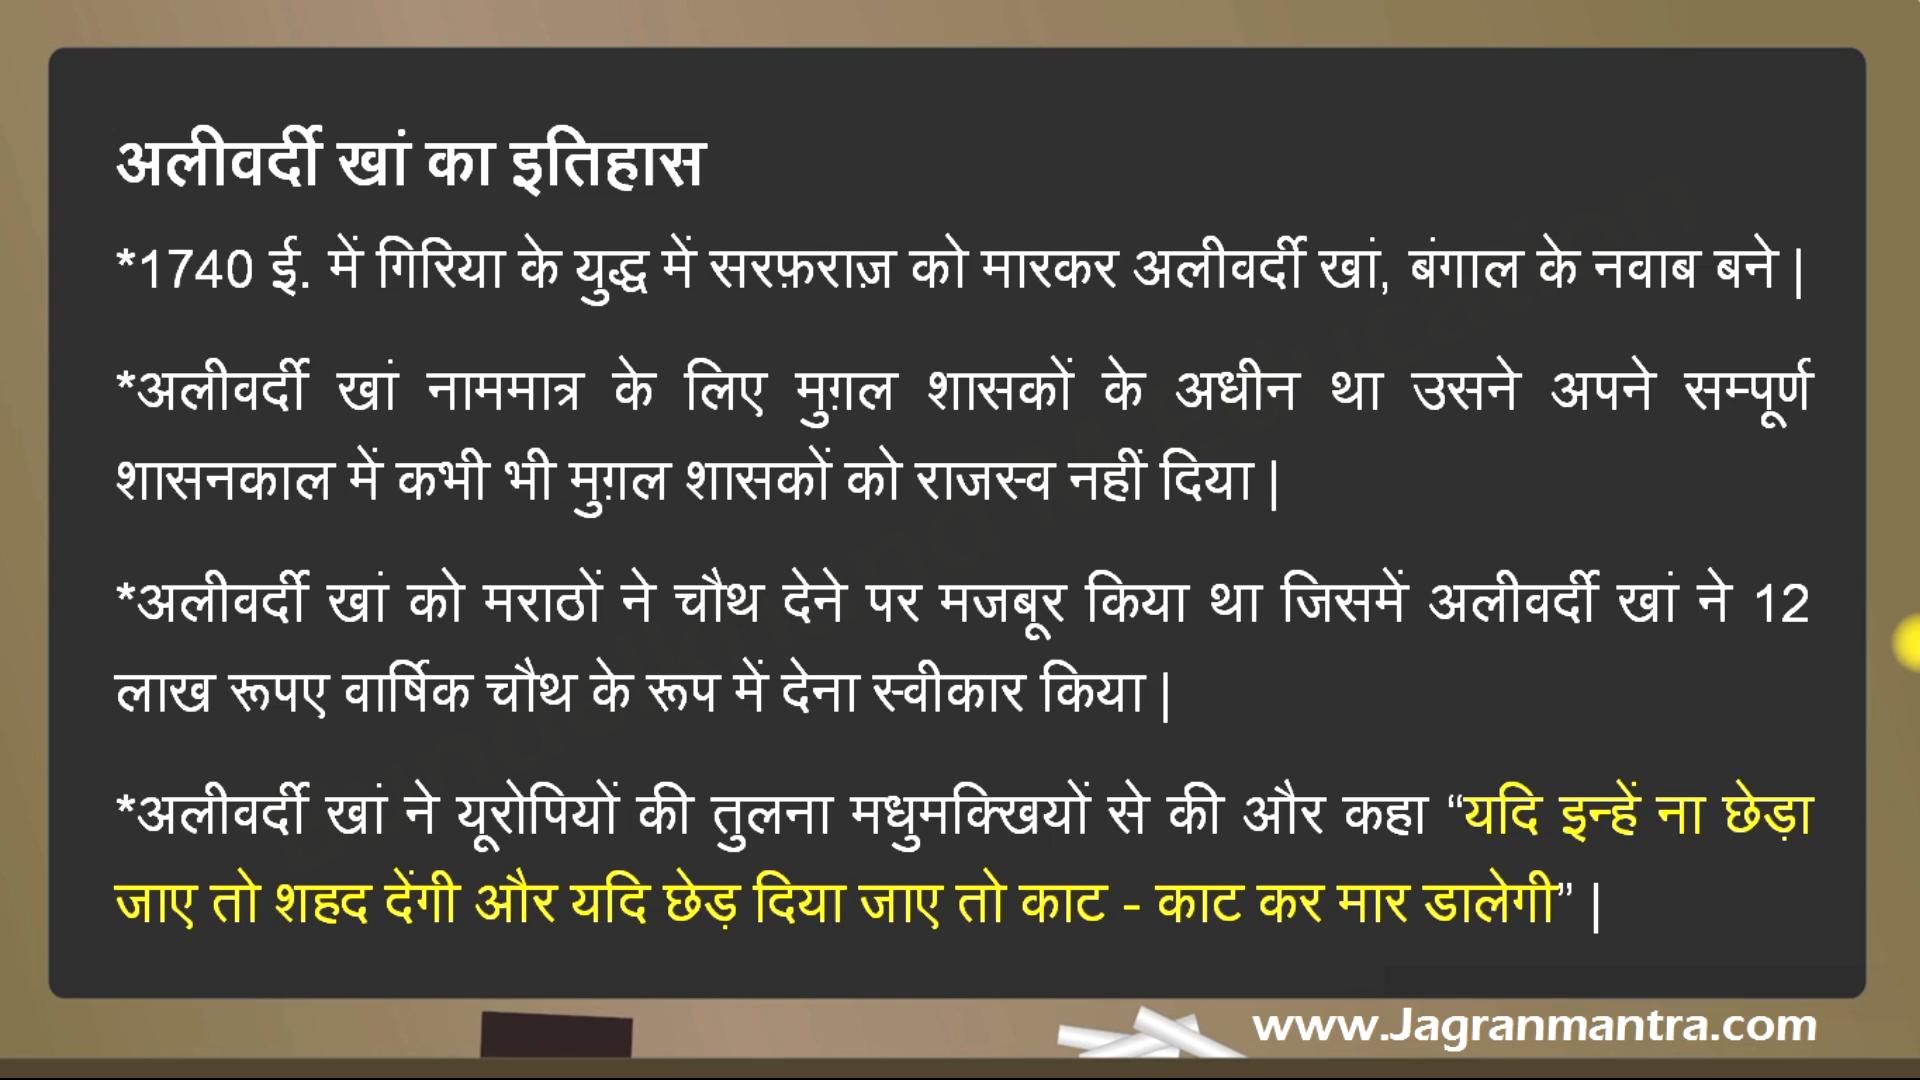 अलीवर्दी खां का इतिहास
*1740 ई. में गिरिया के युद्ध में सरफ़राज़ को मारकर अलीवर्दी खां, बंगाल के नवाब बने |
*अलीवर्दी खां नाममात्र के लिए मुग़ल शासकों के अधीन था उसने अपने सम्पूर्ण
शासनकाल में कभी भी मुग़ल शासकों को राजस्व नहीं दिया |
*अलीवर्दी खां को मराठों ने चौथ देने पर मजबूर किया था जिसमें अलीवर्दी खां ने 12
लाख रूपए वार्षिक चौथ के रूप में देना स्वीकार किया |
*अलीवर्दी खां ने यूरोपियों की तुलना मधुमक्खियों से की और कहा “यदि इन्हें ना छेड़ा
जाए तो शहद देंगी और यदि छेड़ दिया जाए तो काट - काट कर मार डालेगी” |
www.Jagranmantra.com